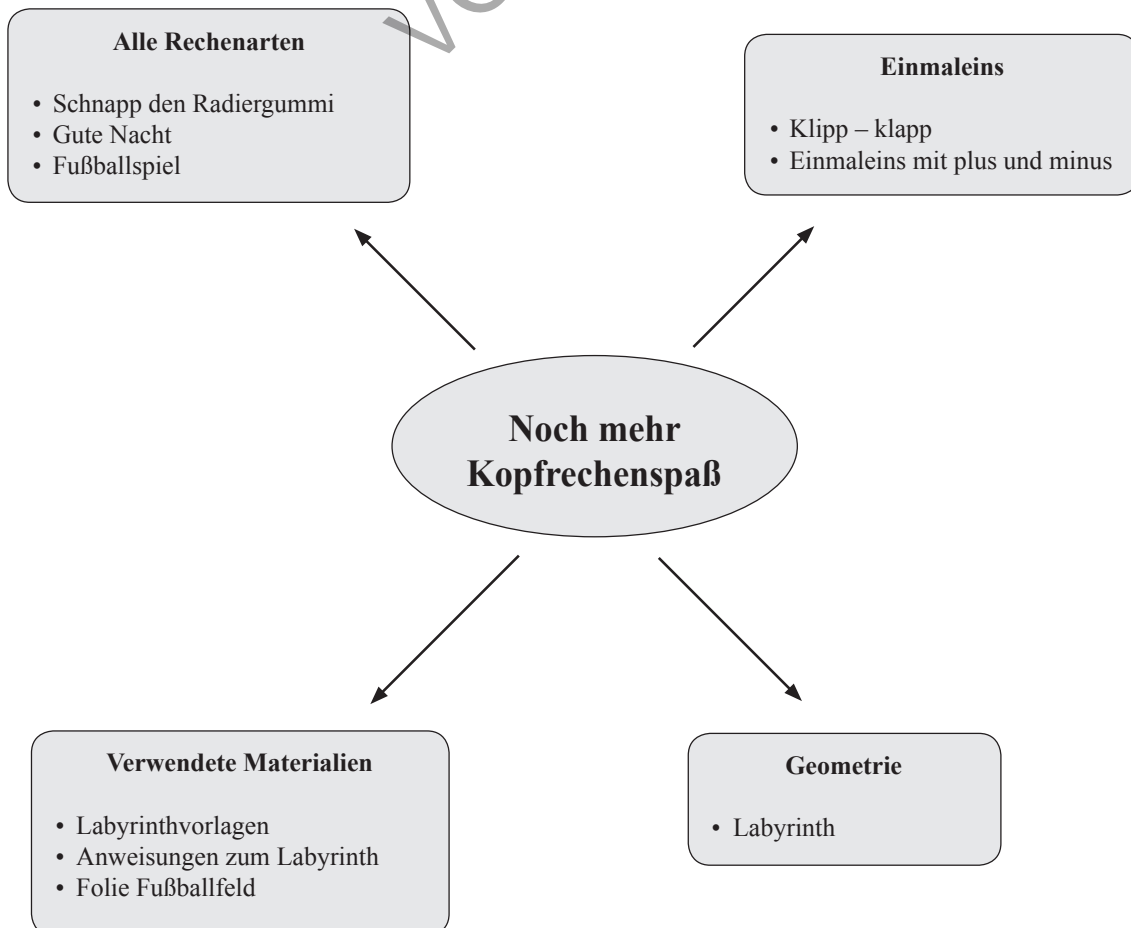 Alle Rechenarten
• Schnapp den Radiergummi
• Gute Nacht
• Fußballspiel
Einmaleins
• Klipp – klapp
• Einmaleins mit plus und minus
Noch mehr
Kopfrechenspaß
Verwendete Materialien
• Labyrinthvorlagen
• Anweisungen zum Labyrinth
• Folie Fußballfeld
Geometrie
• Labyrinth